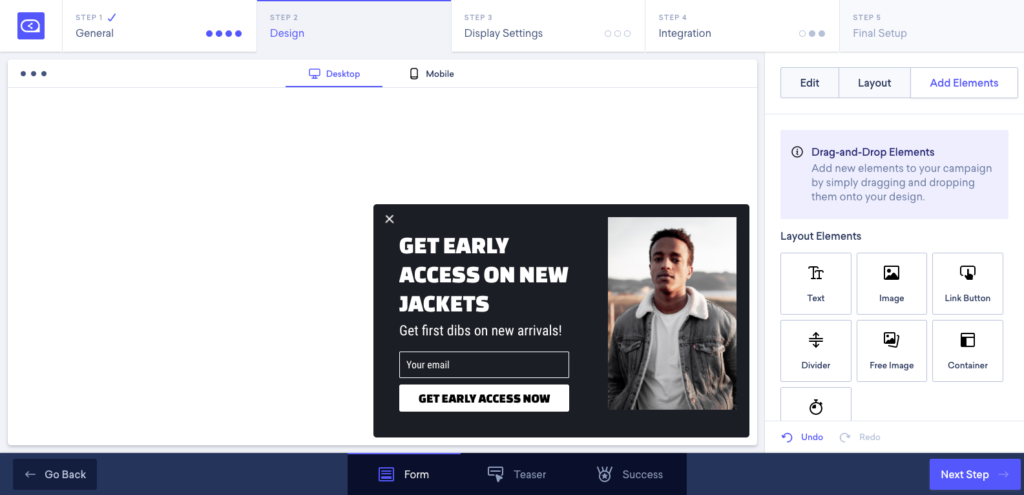 STEP 1
General
STEP 2
Design
STEP 3
Display Settings
STEP 4
Integration
STEP 5
Final Setup
Desktop
Mobile
Edit
Layout
Add Elements
Drag-and-Drop Elements
Add new elements to your campaign
by simply dragging and dropping
them onto your design.
GET EARLY
ACCESS ON NEW
JACKETS
Get first dibs on new arrivals!
Your email
GET EARLY ACCESS NOW
Layout Elements
Text
Image
Link Button
Divider
Free Image
Container
Undo
Redo
Go Back
Form
Teaser
Success
Next Step